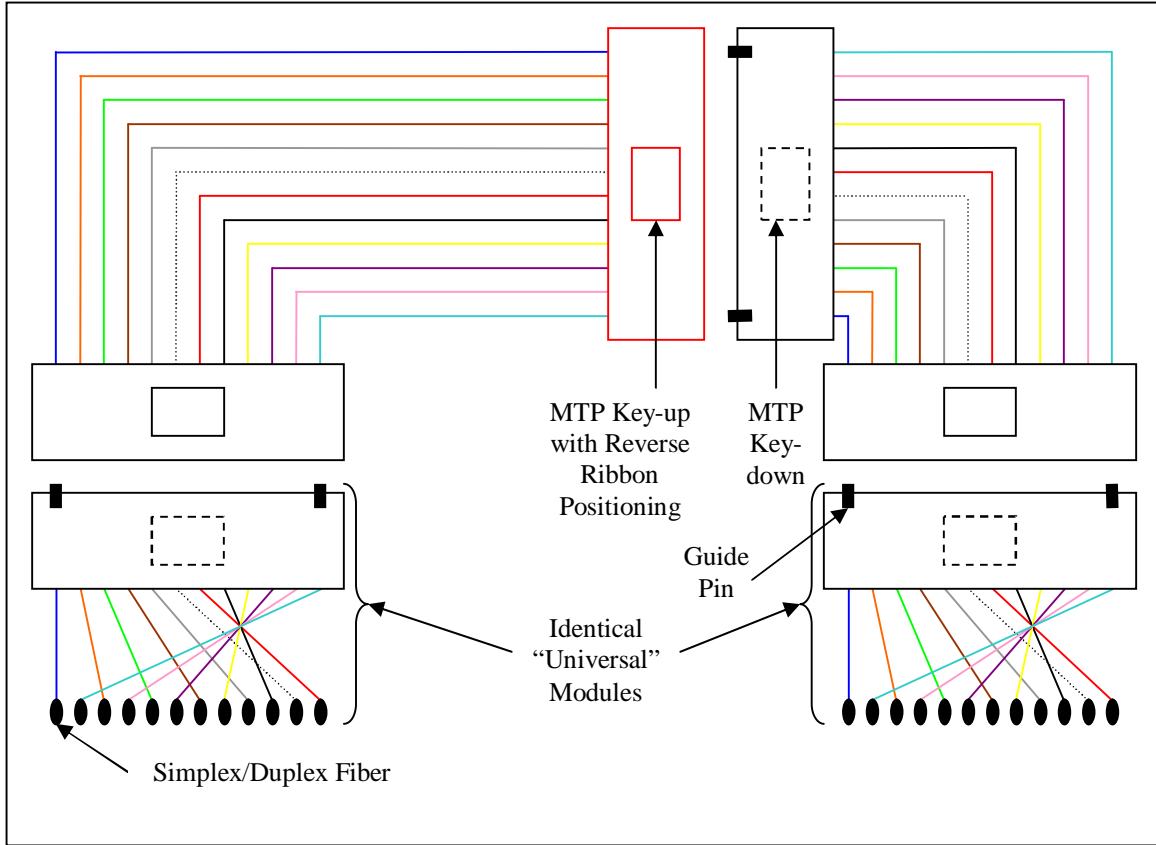 MTP Key-up
with Reverse
Ribbon
Positioning
MTP
Key-
down
Guide
Pin
Identical
“Universal”
Modules
Simplex/Duplex Fiber